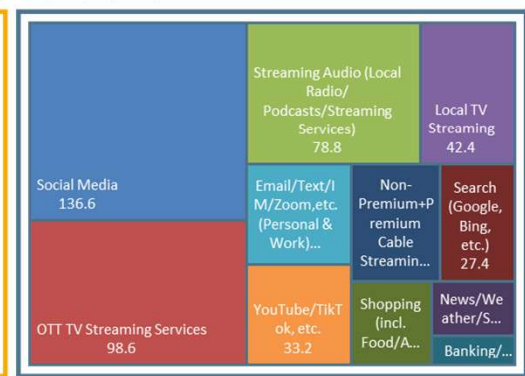 Social Media
136.6
OTT TV Streaming Services
98.6
Streaming Audio (Local
Radio/
Podcasts/Streaming
Services)
78.8
Local TV
Streaming
42.4
Email/Text/I
M/Zoom,etc.
(Personal &
Work)...
YouTube/TikT
ok, etc.
33.2
Non-
Premium+P
remium
Cable
Streamin...
Search
(Google,
Bing,
etc.)
27.4
Shopping
(incl.
Food/A...
News/We
ather/S...
Banking/...